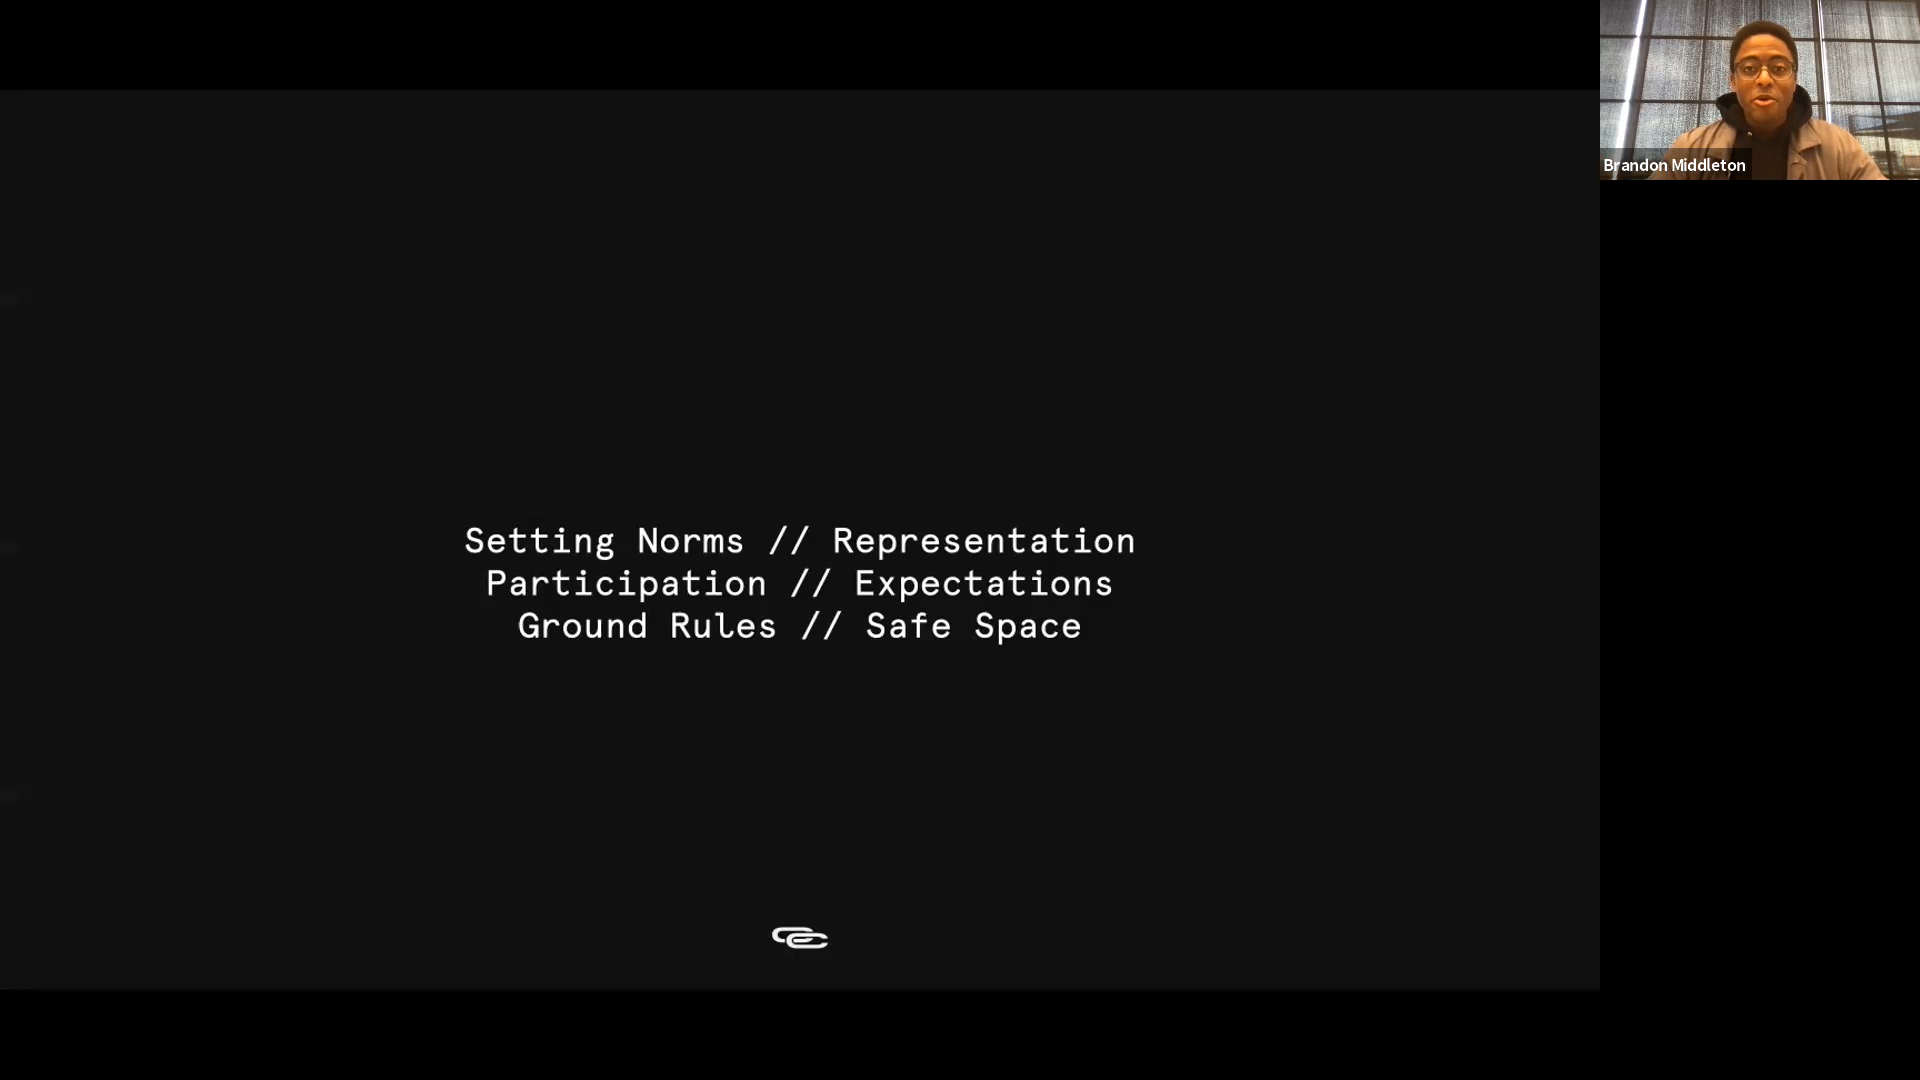 Setting Norms // Representation
Participation // Expectations
Ground Rules // Safe Space
Brandon Middleton